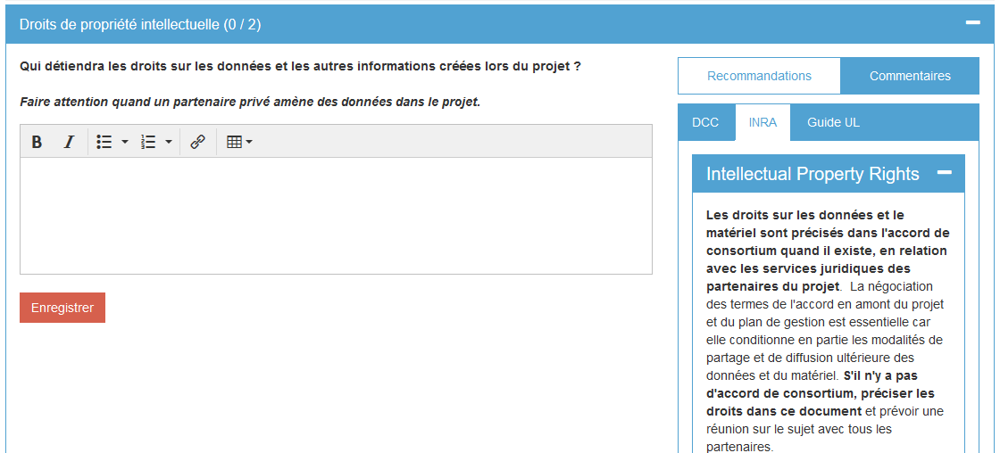 Droits de propriété intellectuelle (0 / 2)
Qui détiendra les droits sur les données et les autres informations créées lors du projet ?
Faire attention quand un partenaire privé amène des données dans le projet.
B I
Enregistrer
Recommandations Commentaires
DCC INRA Guide UL
Intellectual Property Rights
Les droits sur les données et le
matériel sont précisés dans l'accord de
consortium quand il existe, en relation
avec les services juridiques des
partenaires du projet. La négociation
des termes de l'accord en amont du projet
et du plan de gestion est essentielle car
elle conditionne en partie les modalités de
partage et de diffusion ultérieure des
données et du matériel. S'il n'y a pas
d'accord de consortium, préciser les
droits dans ce document et prévoir une
réunion sur le sujet avec tous les
partenaires.